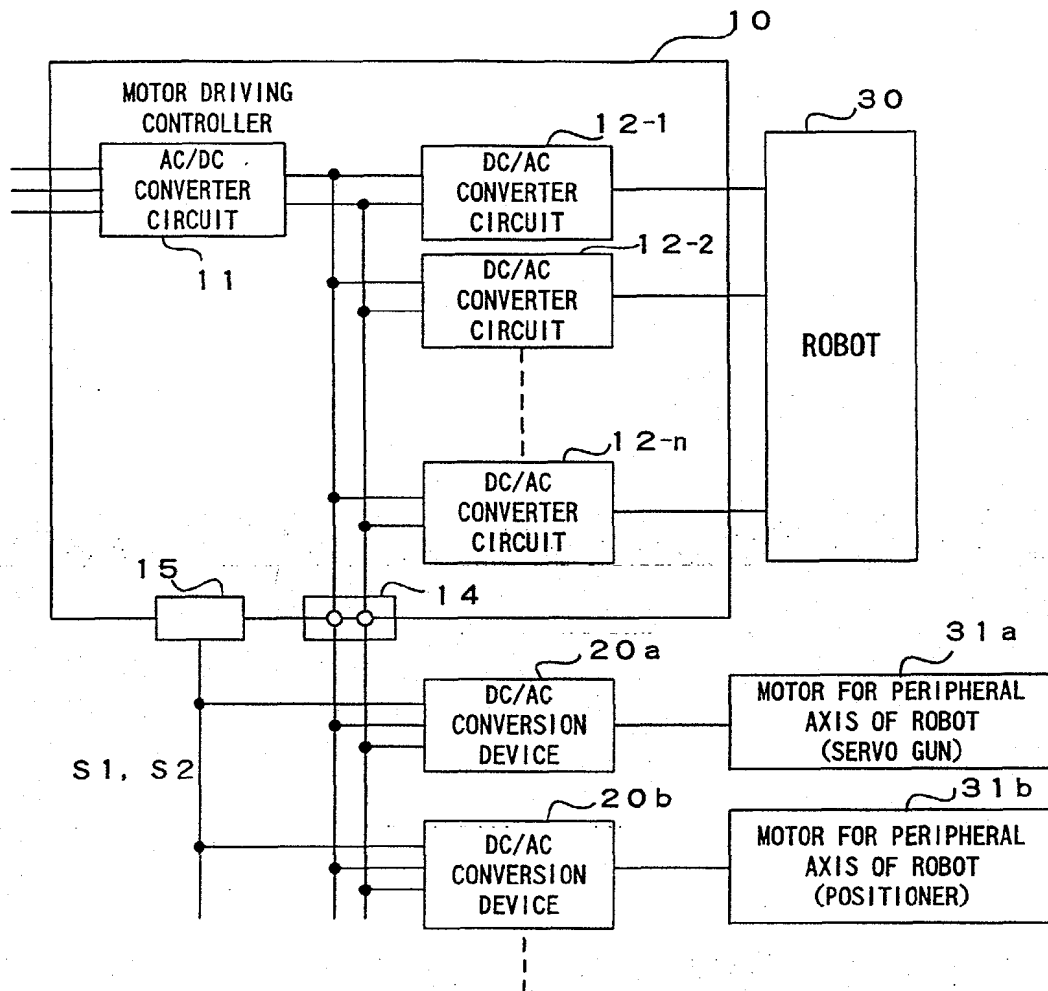 10
MOTOR DRIVING
CONTROLLER
30
12-1
AC/DC
CONVERTER
CIRCUIT
DC/AC
CONVERTER
CIRCUIT
11
12-2
DC/AC
CONVERTER
CIRCUIT
ROBOT
12-n
DC/AC
CONVERTER
CIRCUIT
15
14
20a
31a
DC/AC
CONVERSION
DEVICE
MOTOR FOR PERIPHERAL
AXIS OF ROBOT
(SERVO GUN)
S1, S2
20b
31b
DC/AC
CONVERSION
DEVICE
MOTOR FOR PERIPHERAL
AXIS OF ROBOT
(POSITIONER)